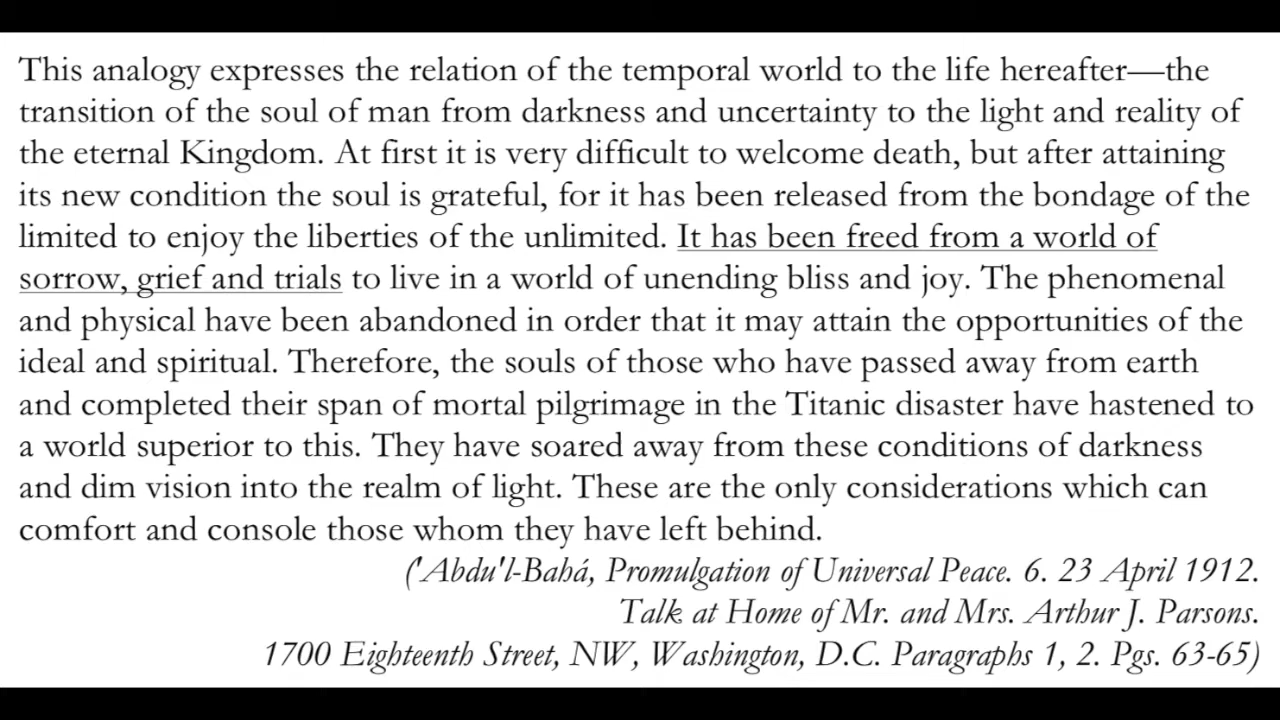 This analogy expresses the relation of the temporal world to the life hereafter—the
transition of the soul of man from darkness and uncertainty to the light and reality of
the eternal Kingdom. At first it is very difficult to welcome death, but after attaining
its new condition the soul is grateful, for it has been released from the bondage of the
limited to enjoy the liberties of the unlimited. It has been freed from a world of
sorrow, grief and trials to live in a world of unending bliss and joy. The phenomenal
and physical have been abandoned in order that it may attain the opportunities of the
ideal and spiritual. Therefore, the souls of those who have passed away from earth
and completed their span of mortal pilgrimage in the Titanic disaster have hastened to
a world superior to this. They have soared away from these conditions of darkness
and dim vision into the realm of light. These are the only considerations which can
comfort and console those whom they have left behind.
('Abdu'l-Bahá, Promulgation of Universal Peace. 6. 23 April 1912.
Talk at Home of Mr. and Mrs. Arthur J. Parsons.
1700 Eighteenth Street, NW, Washington, D.C. Paragraphs 1, 2. Pgs. 63-65)